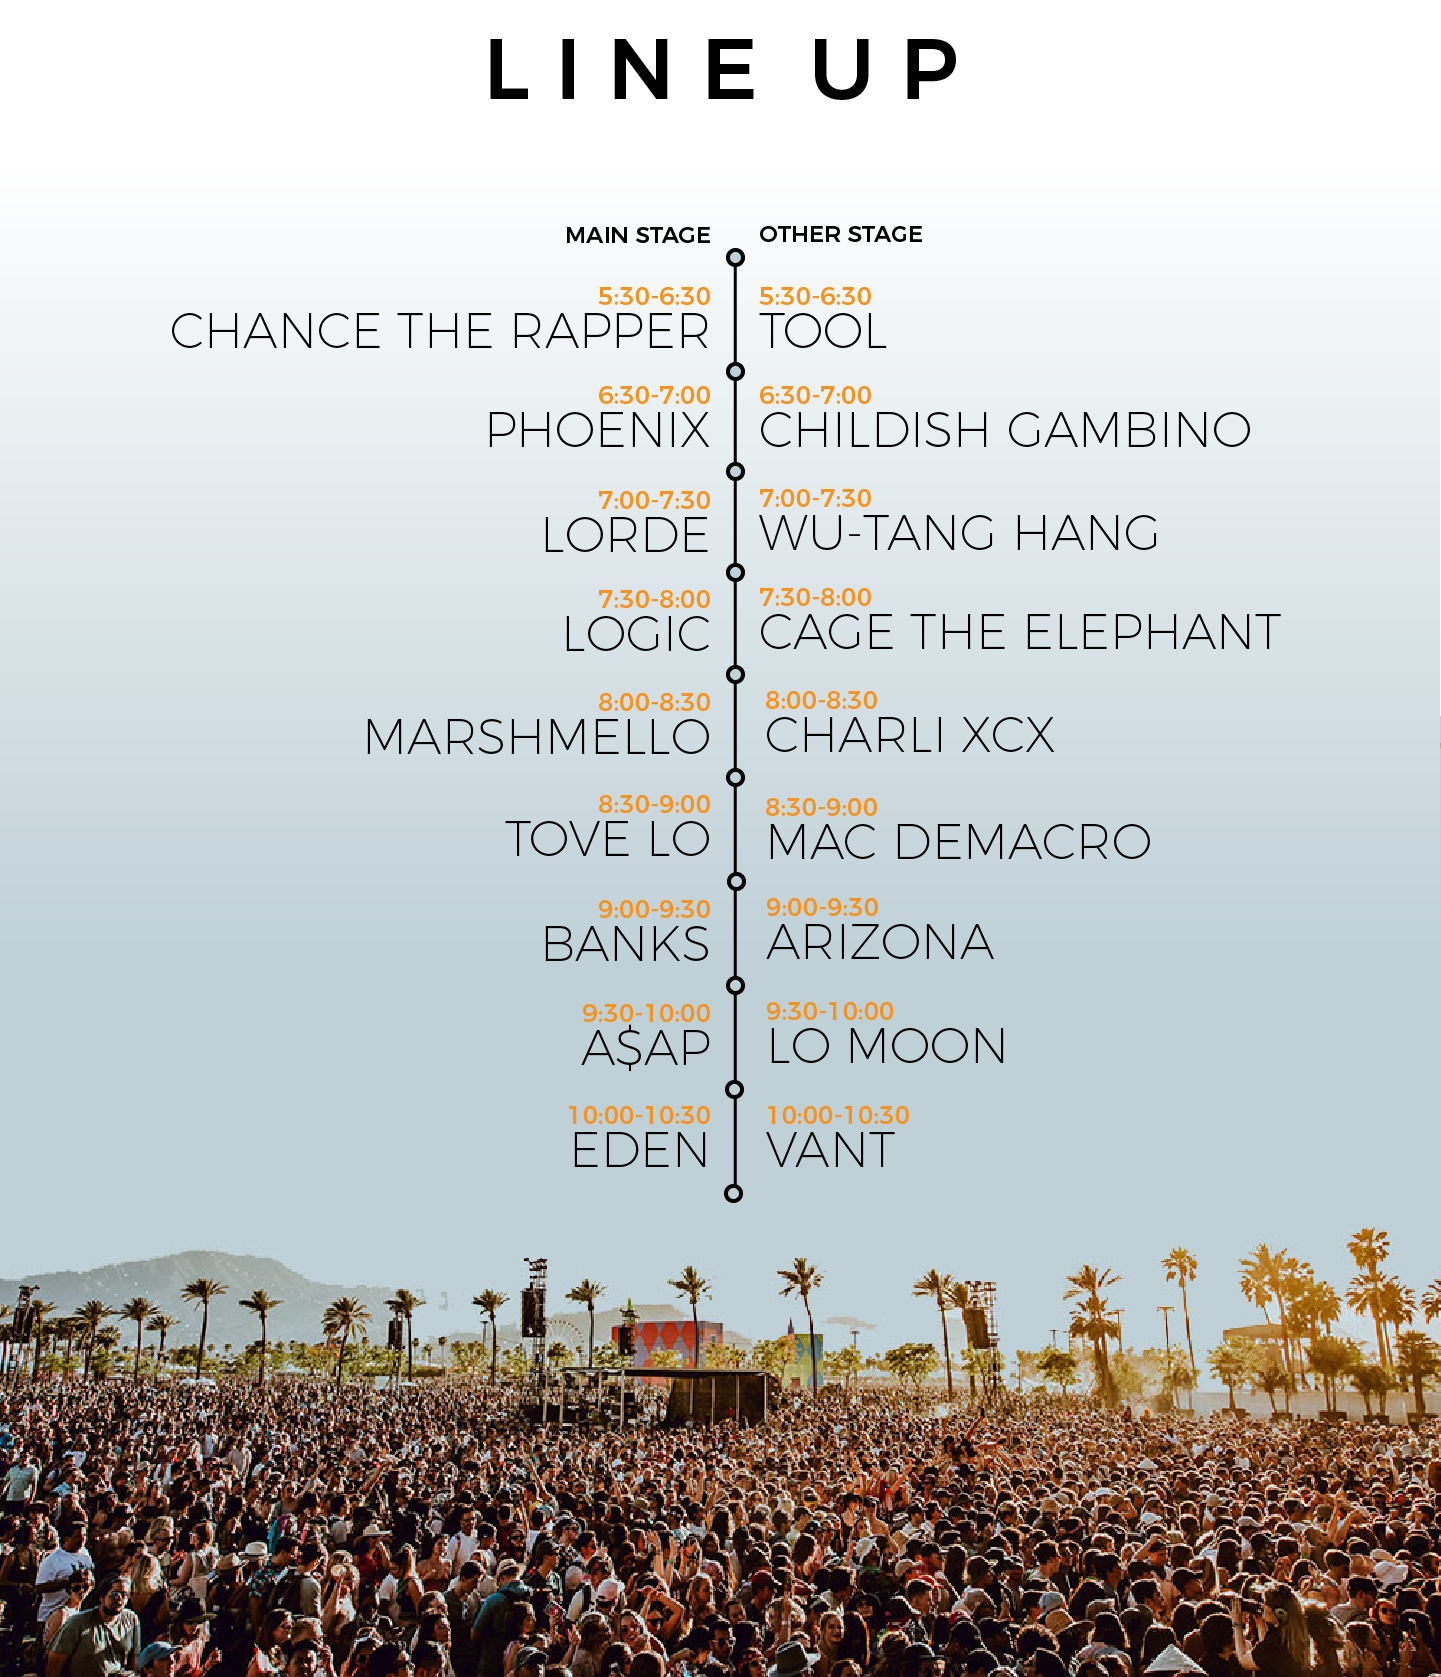 LINE UP
MAIN STAGE
5:30-6:30
CHANCE THE RAPPER
6:30-7:00
PHOENIX
7:00-7:30
LORDE
7:30-8:00
LOGIC
8:00-8:30
MARSHMELLO
8:30-9:00
TOVE LO
9:00-9:30
BANKS
9:30-10:00
A$AP
10:00-10:30
EDEN
OTHER STAGE
5:30-6:30
TOOL
6:30-7:00
CHILDISH GAMBINO
7:00-7:30
WU-TANG HANG
7:30-8:00
CAGE THE ELEPHANT
8:00-8:30
CHARLI XCX
8:30-9:00
MAC DEMACRO
9:00-9:30
ARIZONA
9:30-10:00
LO MOON
10:00-10:30
VANT